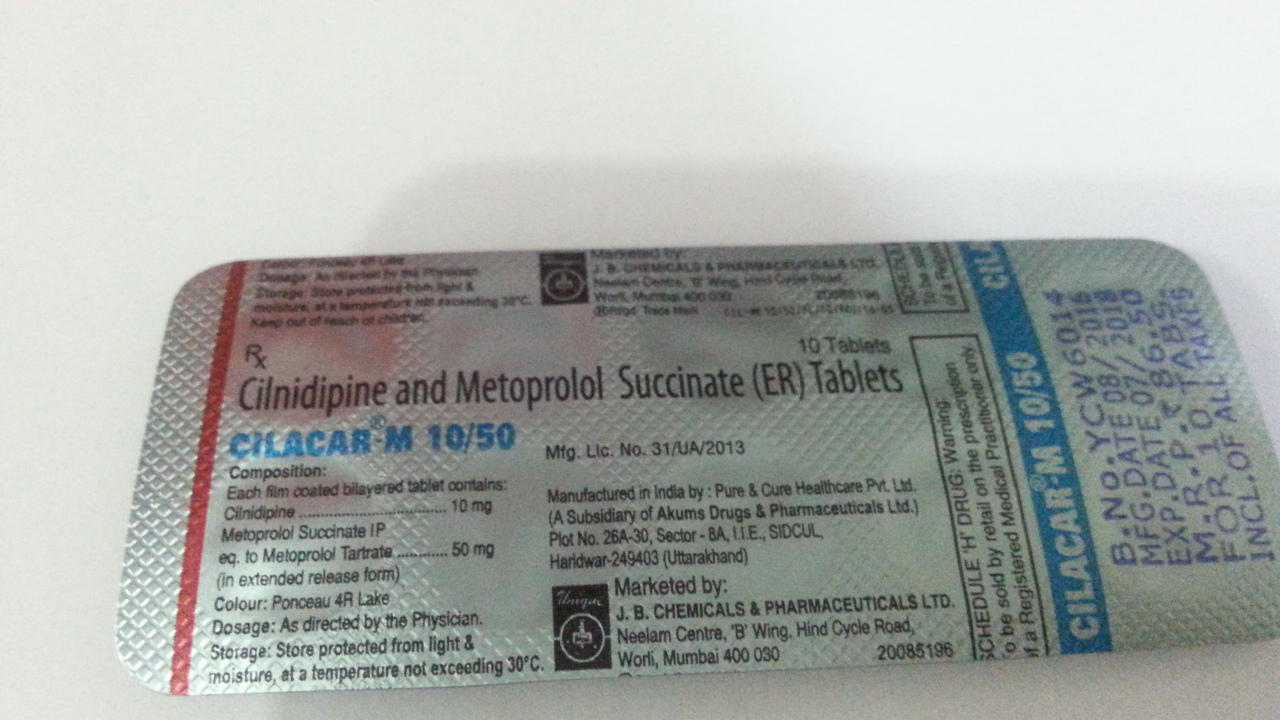 Dosage: As directed by the Physician.
Storage: Store protected from light &
moisture, at a temperature not exceeding 30°C.
Keep out of reach of children.
Marketed by:
J. B. CHEMICALS & PHARMACEUTICALS LTD.
Neelam Centre, 'B' Wing, Hind Cycle Road,
Worli, Mumbai 400 030 20085196
Trade Mark
Rx
10 Tablets
Cilnidipine and Metoprolol Succinate (ER) Tablets
CILACAR®M 10/50
Mfg. Lic. No. 31/UA/2013
Composition:
Each film coated bilayered tablet contains:
Cilnidipine .................................... 10 mg
Metoprolol Succinate IP
eq. to Metoprolol Tartrate ............ 50 mg
(in extended release form)
Colour: Ponceau 4R Lake
Dosage: As directed by the Physician.
Storage: Store protected from light &
moisture, at a temperature not exceeding 30°C.
Manufactured in India by : Pure & Cure Healthcare Pvt. Ltd.
(A Subsidiary of Akums Drugs & Pharmaceuticals Ltd.)
Plot No. 26A-30, Sector - 8A, I.I.E., SIDCUL,
Haridwar-249403 (Uttarakhand)
Unique
Marketed by:
J. B. CHEMICALS & PHARMACEUTICALS LTD.
Neelam Centre, 'B' Wing, Hind Cycle Road,
Worli, Mumbai 400 030 20085196
SCHEDULE 'H' DRUG: Warning:
To be sold by retail on the prescription only
of a Registered Medical Practitioner only.
CILACAR®M 10/50
CILA
B.NO.YCW6014
MFG.DATE 08/2016
EXP.DATE 07/2018
M.R.P. 86.50
FOR 10 TABS
INCL.OF ALL TAXES